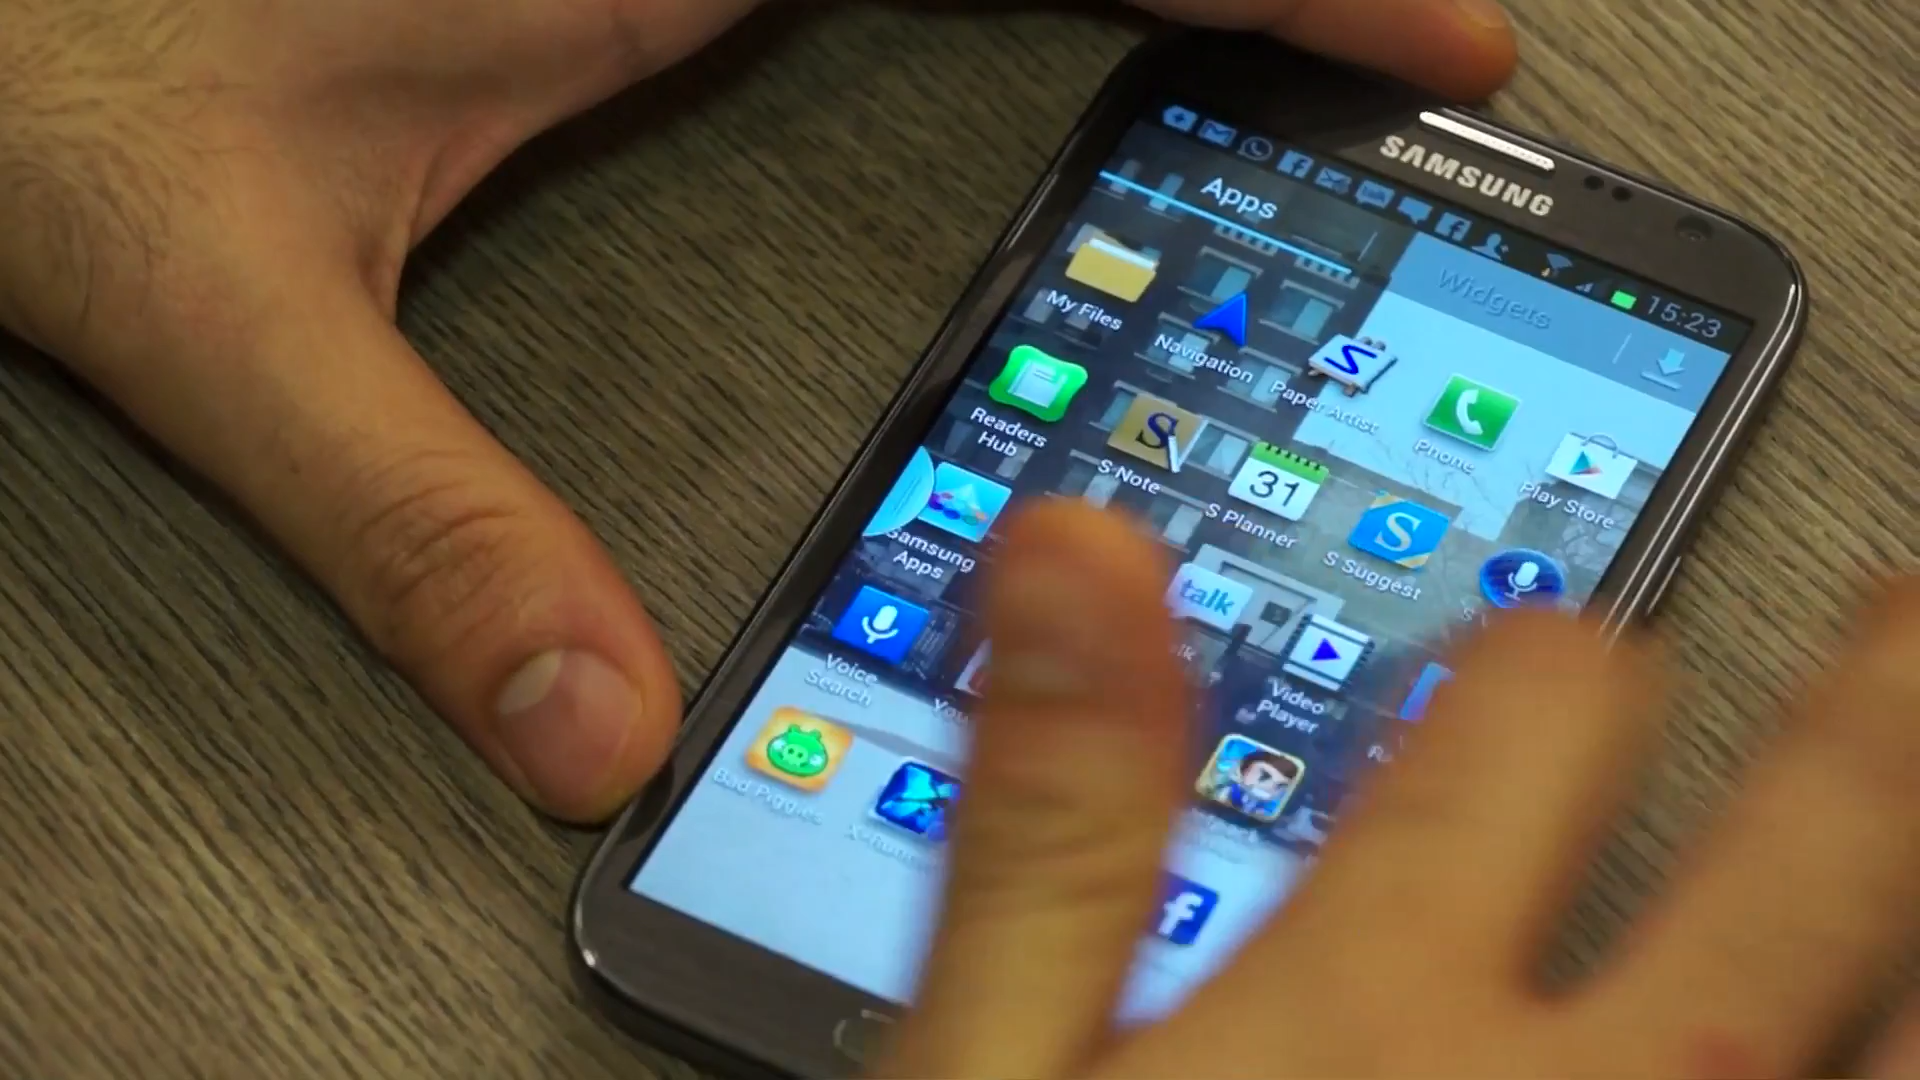 SAMSUNG
15:23
Apps
Widgets
My Files
Navigation
Paper Artist
Phone
Play Store
Readers
Hub
S Note
31
S Planner
S
S Suggest
Samsung
Apps
talk
Voice
Search
You
Video
Player
Bad Piggies
f